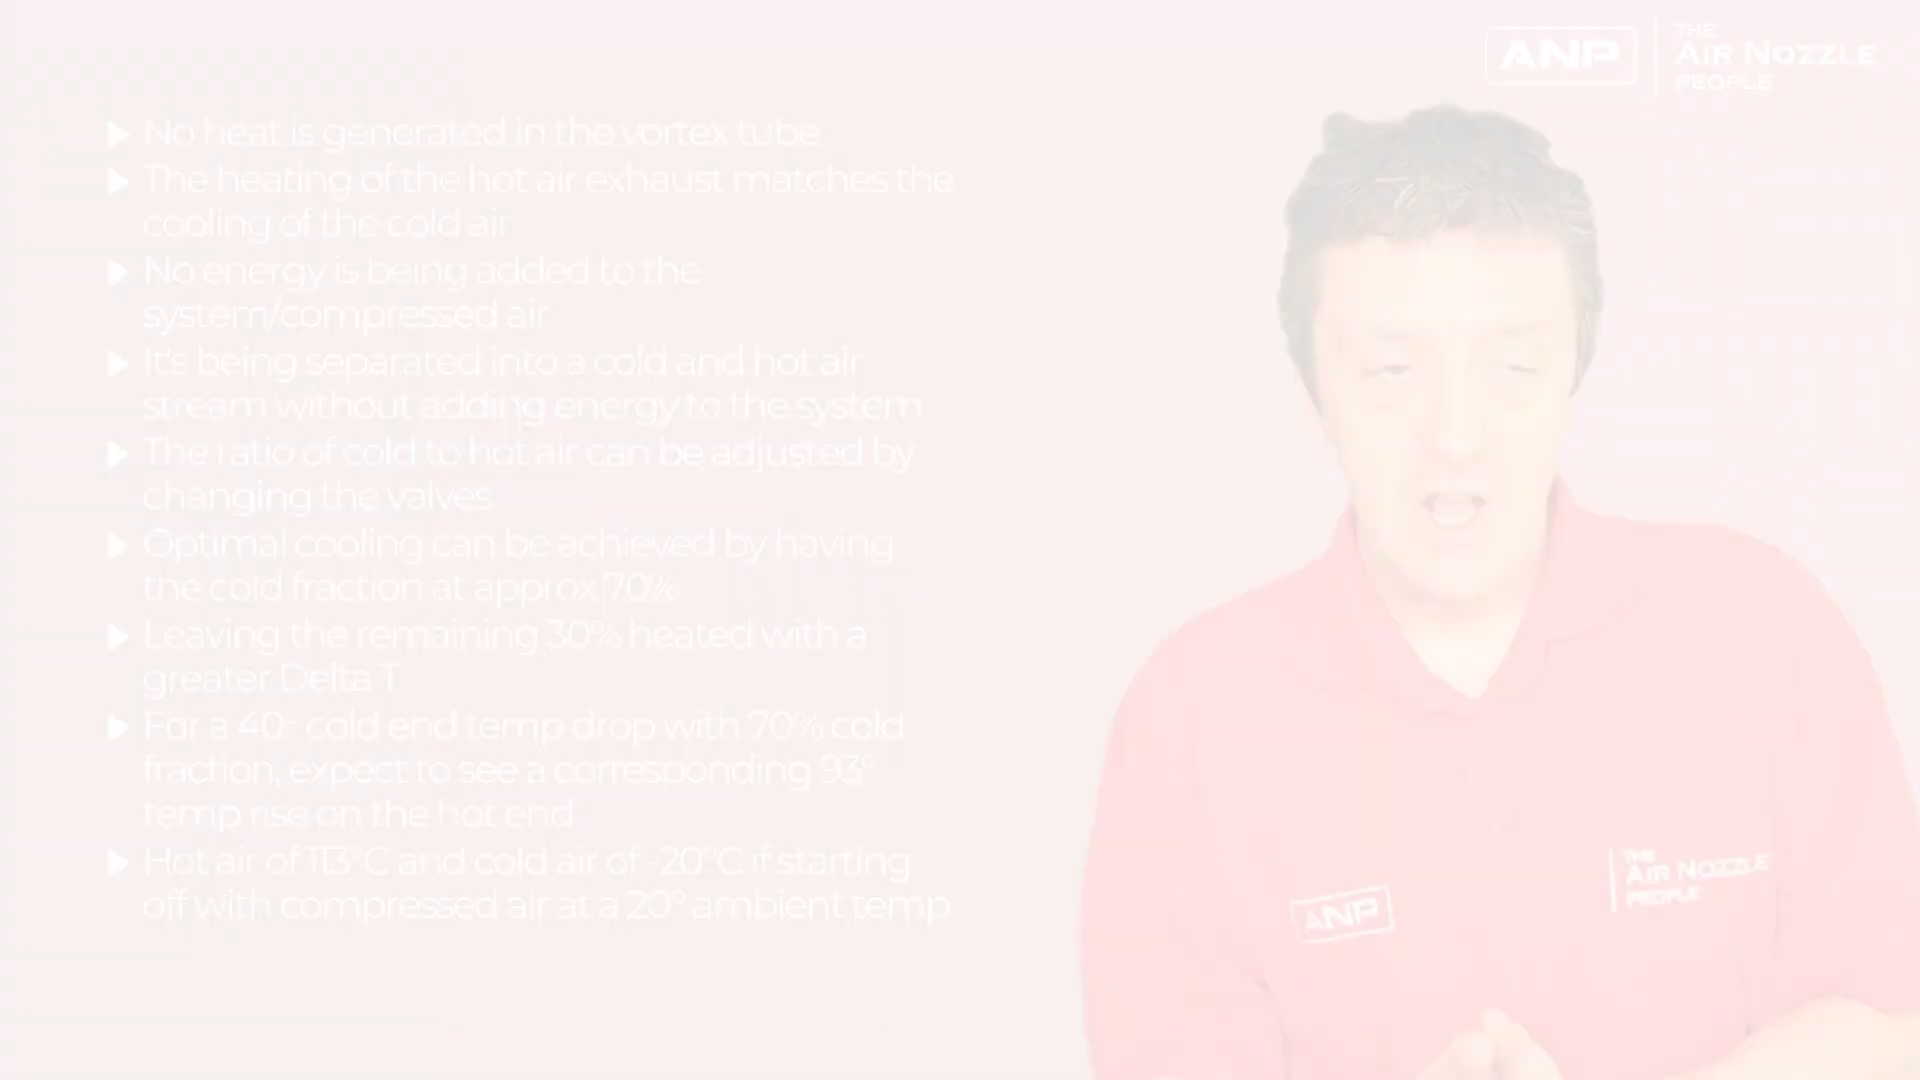 ANP
THE
AIR NOZZLE
PEOPLE
No heat is generated in the vortex tube
The heating of the hot air exhaust matches the
cooling of the cold air
No energy is being added to the
system/compressed air
It's being separated into a cold and hot air
stream without adding energy to the system
The ratio of cold to hot air can be adjusted by
changing the valves
Optimal cooling can be achieved by having
the cold fraction at approx 70%
Leaving the remaining 30% heated with a
greater Delta T
For a 40° cold end temp drop with 70% cold
fraction, expect to see a corresponding 93°
temp rise on the hot end
Hot air of 113°C and cold air of -20°C if starting
off with compressed air at a 20° ambient temp
ANP
THE
AIR NOZZLE
PEOPLE